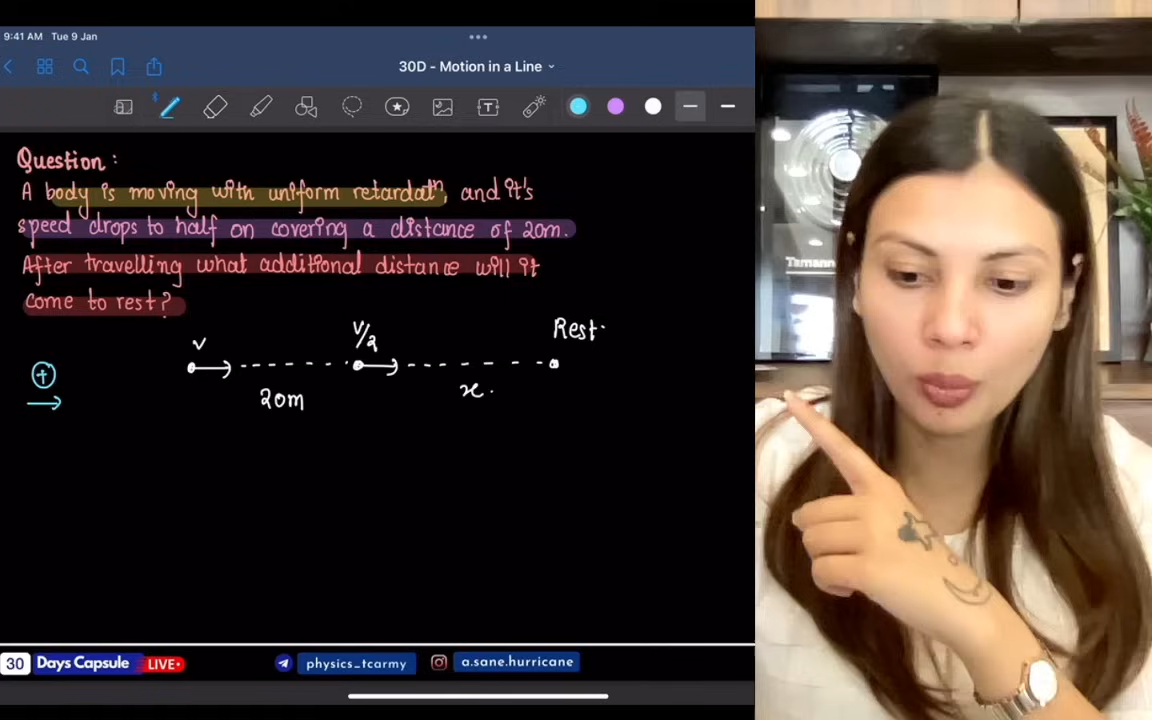 9:41 AM Tue 9 Jan
30D - Motion in a Line
Question:
A body is moving with uniform retardatⁿ, and it's
speed drops to half on covering a distance of 20m.
After travelling what additional distance will it
come to rest?
V V/2 Rest.
+
20m x.
Tamann
30 Days Capsule LIVE
physics_tcarmy a.sane.hurricane